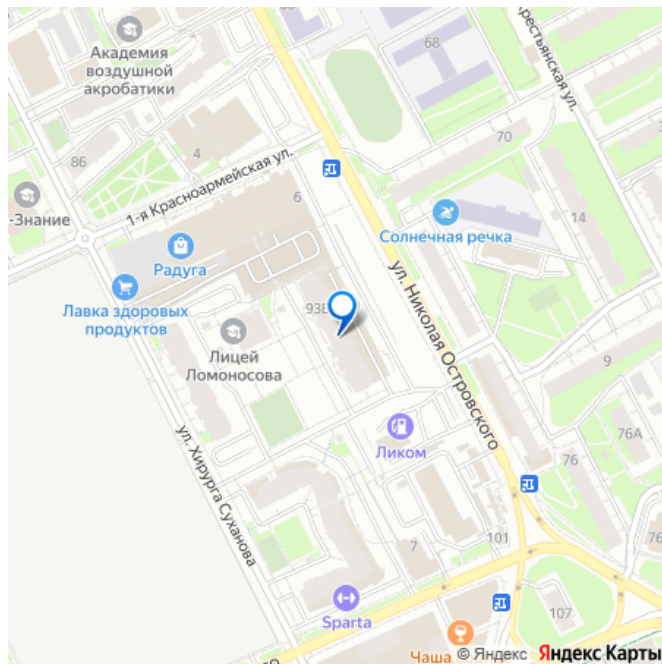 68
Академия
воздушной
акробатики
70
86
4
1-я Красноармейская ул.
6
-Знание
14
Солнечная речка
Радуга
ул. Николая Островского
Лавка здоровых
продуктов
Лицей
Ломоносова
9
76А
Ликом
76
ул. Хирурга Суханова
101
7
107
Sparta
Чаша
© Яндекс Яндекс Карты